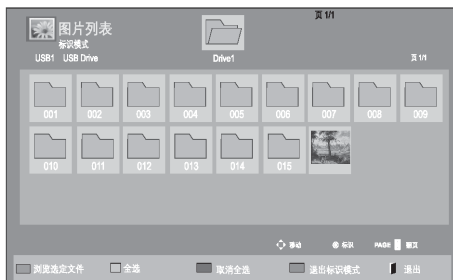 页 1/1
图片列表
标识模式
USB1 USB Drive Drive1 页 1/1
001 002 003 004 005 006 007 008 009
010 011 012 013 014 015
移动 标识 PAGE 翻页
浏览选定文件 全选 取消全选 退出标识模式 退出